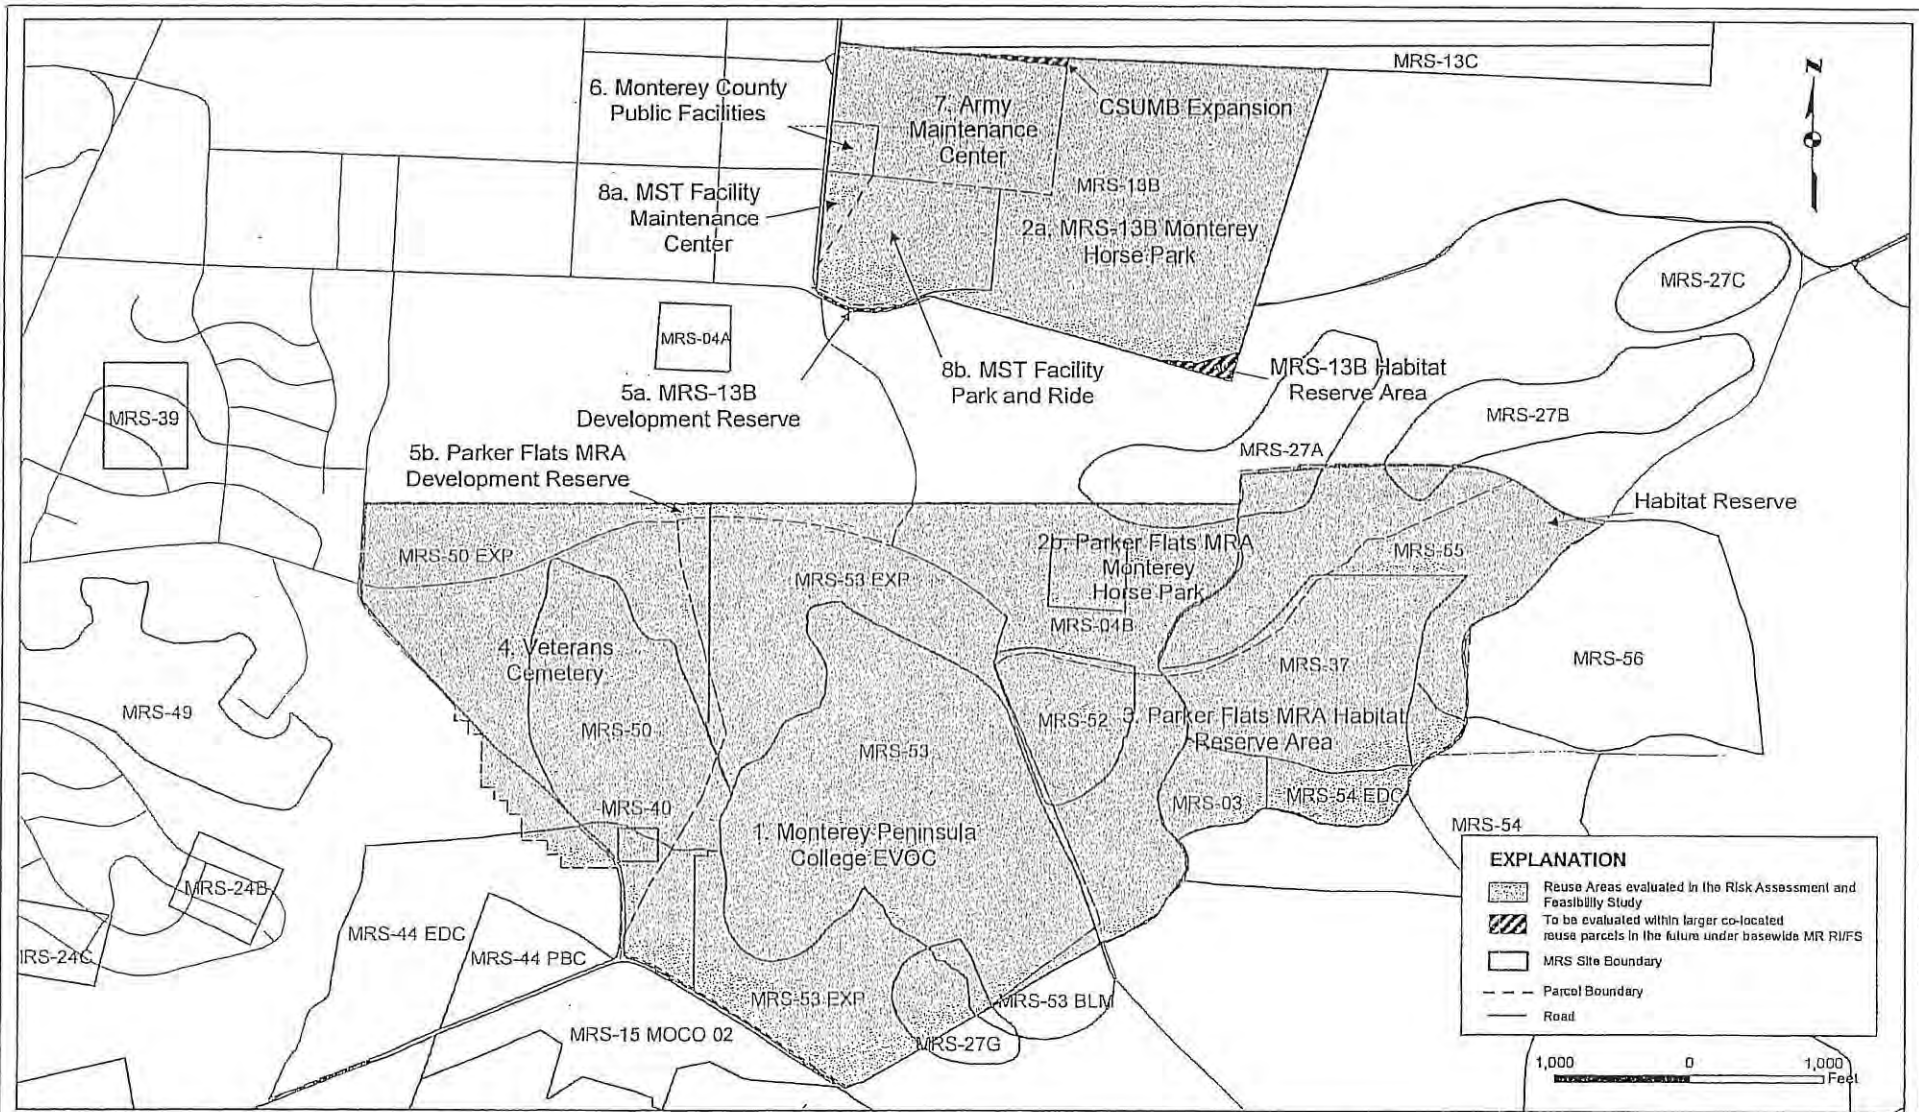 MRS-13C
6. Monterey County
Public Facilities
7. Army
Maintenance
Center
CSUMB Expansion
Z
MRS-13B
8a. MST Facility
Maintenance
Center
2a. MRS-13B Monterey
Horse Park
MRS-27C
MRS-04A
5a. MRS-13B
Development Reserve
8b. MST Facility
Park and Ride
MRS-13B Habitat
Reserve Area
MRS-39
MRS-27B
5b. Parker Flats MRA
Development Reserve
MRS-27A
Habitat Reserve
MRS-50 EXP
MRS-53 EXP
2b. Parker Flats MRA
Monterey
Horse Park
MRS-55
MRS-04B
4. Veterans
Cemetery
MRS-37
MRS-56
MRS-49
MRS-50
MRS-53
MRS-52
3. Parker Flats MRA Habitat
Reserve Area
MRS-40
MRS-03
MRS-54 EDC
MRS-54
1. Monterey Peninsula
College EVOC
MRS-24B
MRS-44 EDC
MRS-44 PBC
RS-24C
MRS-53 EXP
MRS-53 BLM
MRS-15 MOCO 02
MRS-27G
EXPLANATION
Reuse Areas evaluated in the Risk Assessment and
Feasibility Study
To be evaluated within larger co-located
reuse parcels in the future under basewide MR RI/FS
MRS Site Boundary
Parcel Boundary
Road
1,000 0 1,000
Feet